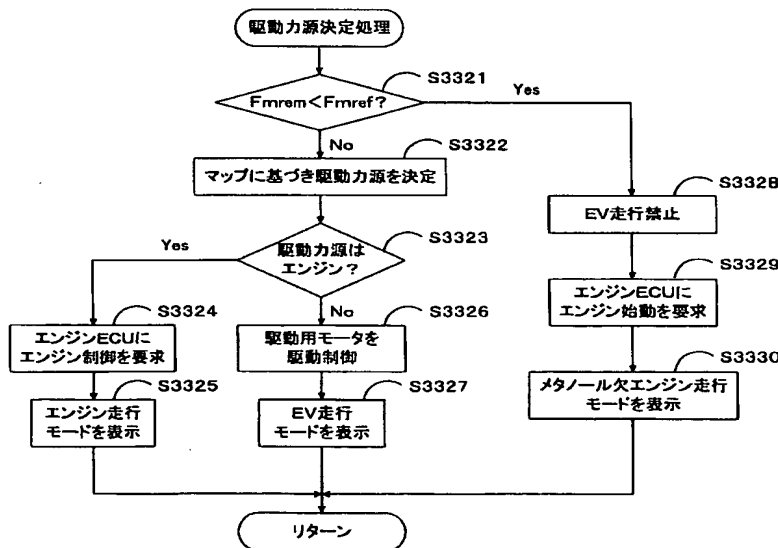 駆動力源決定処理
S3321
Fmrem<Fmref?
Yes
No
S3322
マップに基づき駆動力源を決定
S3328
EV走行禁止
S3323
駆動力源は
エンジン?
Yes
No
S3329
エンジンECUに
エンジン始動を要求
S3324
エンジンECUに
エンジン制御を要求
S3326
駆動用モータを
駆動制御
S3330
メタノール欠エンジン走行
モードを表示
S3325
エンジン走行
モードを表示
S3327
EV走行
モードを表示
リターン